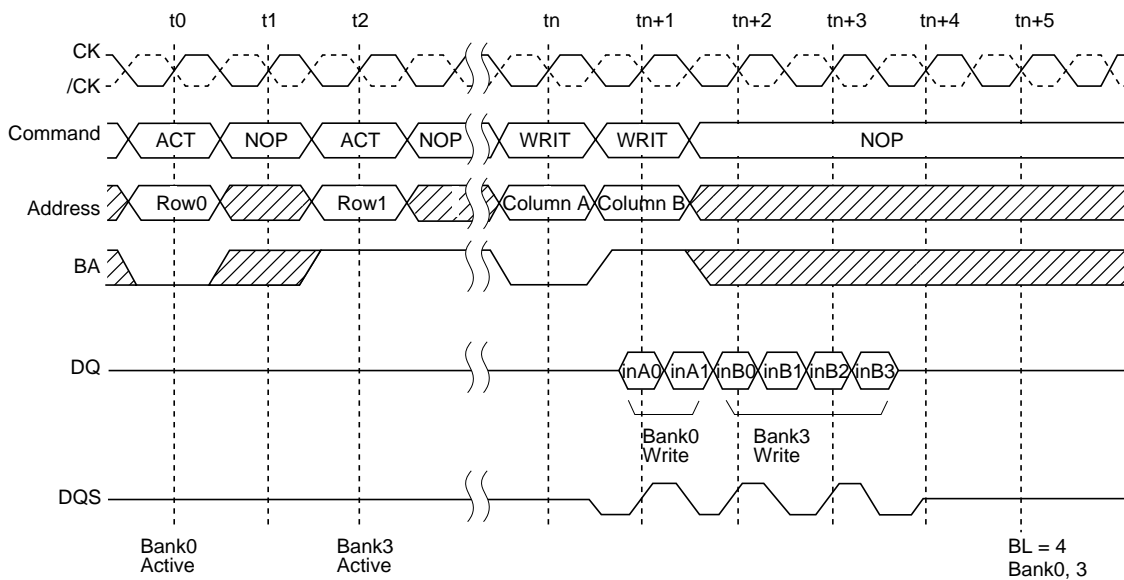 t0 t1 t2 tn tn+1 tn+2 tn+3 tn+4 tn+5
CK
/CK
Command ACT NOP ACT NOP WRIT WRIT NOP
Address Row0 Row1 Column A Column B
BA
DQ inA0 inA1 inB0 inB1 inB2 inB3
Bank0 Bank3
Write Write
DQS
Bank0 Bank3 BL = 4
Active Active Bank0, 3